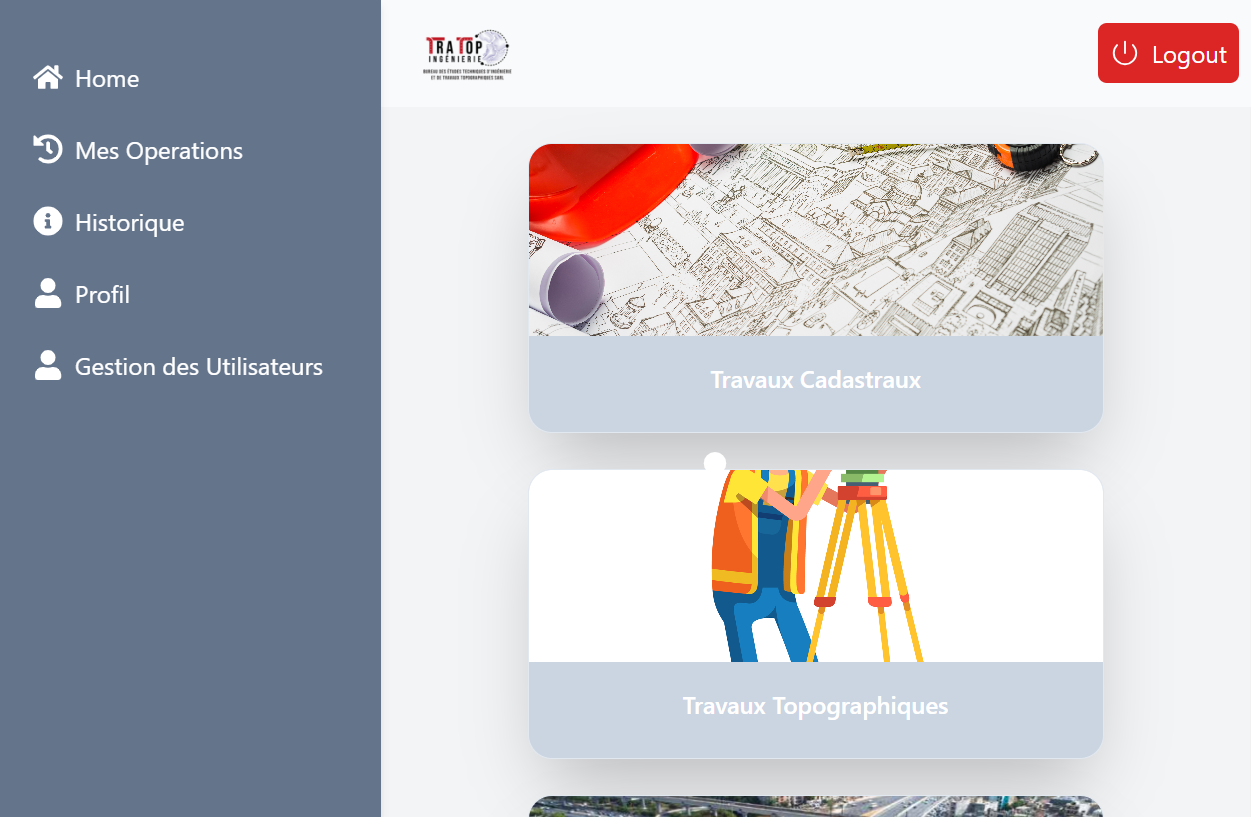 Home
Mes Operations
Historique
Profil
Gestion des Utilisateurs
TRA TOP
INGÉNIERIE
BUREAU DES ÉTUDES TECHNIQUES D'INGÉNIERIE
ET DE TRAVAUX TOPOGRAPHIQUES SARL
Logout
Travaux Cadastraux
Travaux Topographiques